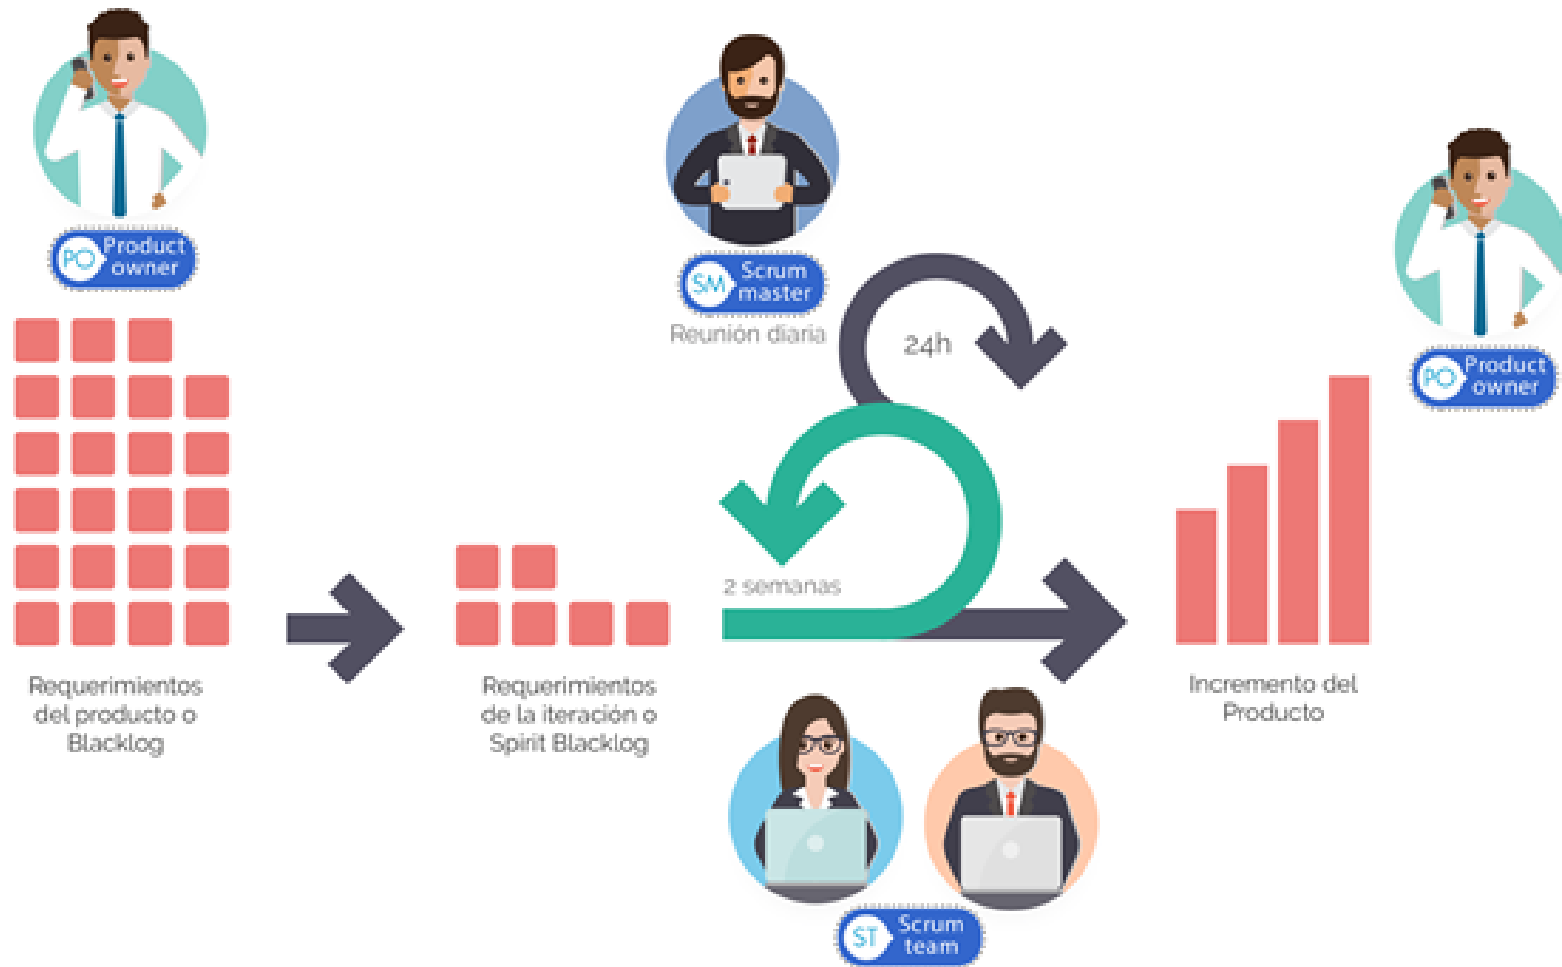 PO Product
owner
SM Scrum
master
Reunión diaria
24h
PO Product
owner
2 semanas
Requerimientos
del producto o
Blacklog
Requerimientos
de la iteración o
Spirit Blacklog
Incremento del
Producto
ST Scrum
team